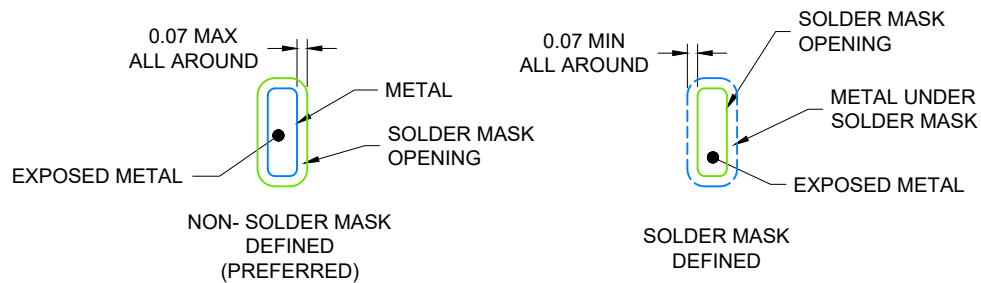 0.07 MAX
ALL AROUND
METAL
SOLDER MASK
OPENING
EXPOSED METAL
NON- SOLDER MASK
DEFINED
(PREFERRED)
0.07 MIN
ALL AROUND
SOLDER MASK
OPENING
METAL UNDER
SOLDER MASK
EXPOSED METAL
SOLDER MASK
DEFINED